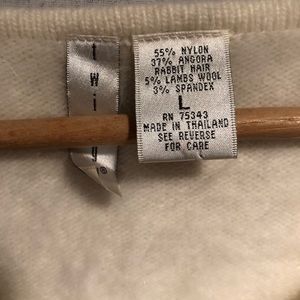 55% NYLON
37% ANGORA
RABBIT HAIR
5% LAMBS WOOL
3% SPANDEX
L
RN 75343
MADE IN THAILAND
SEE REVERSE
FOR CARE